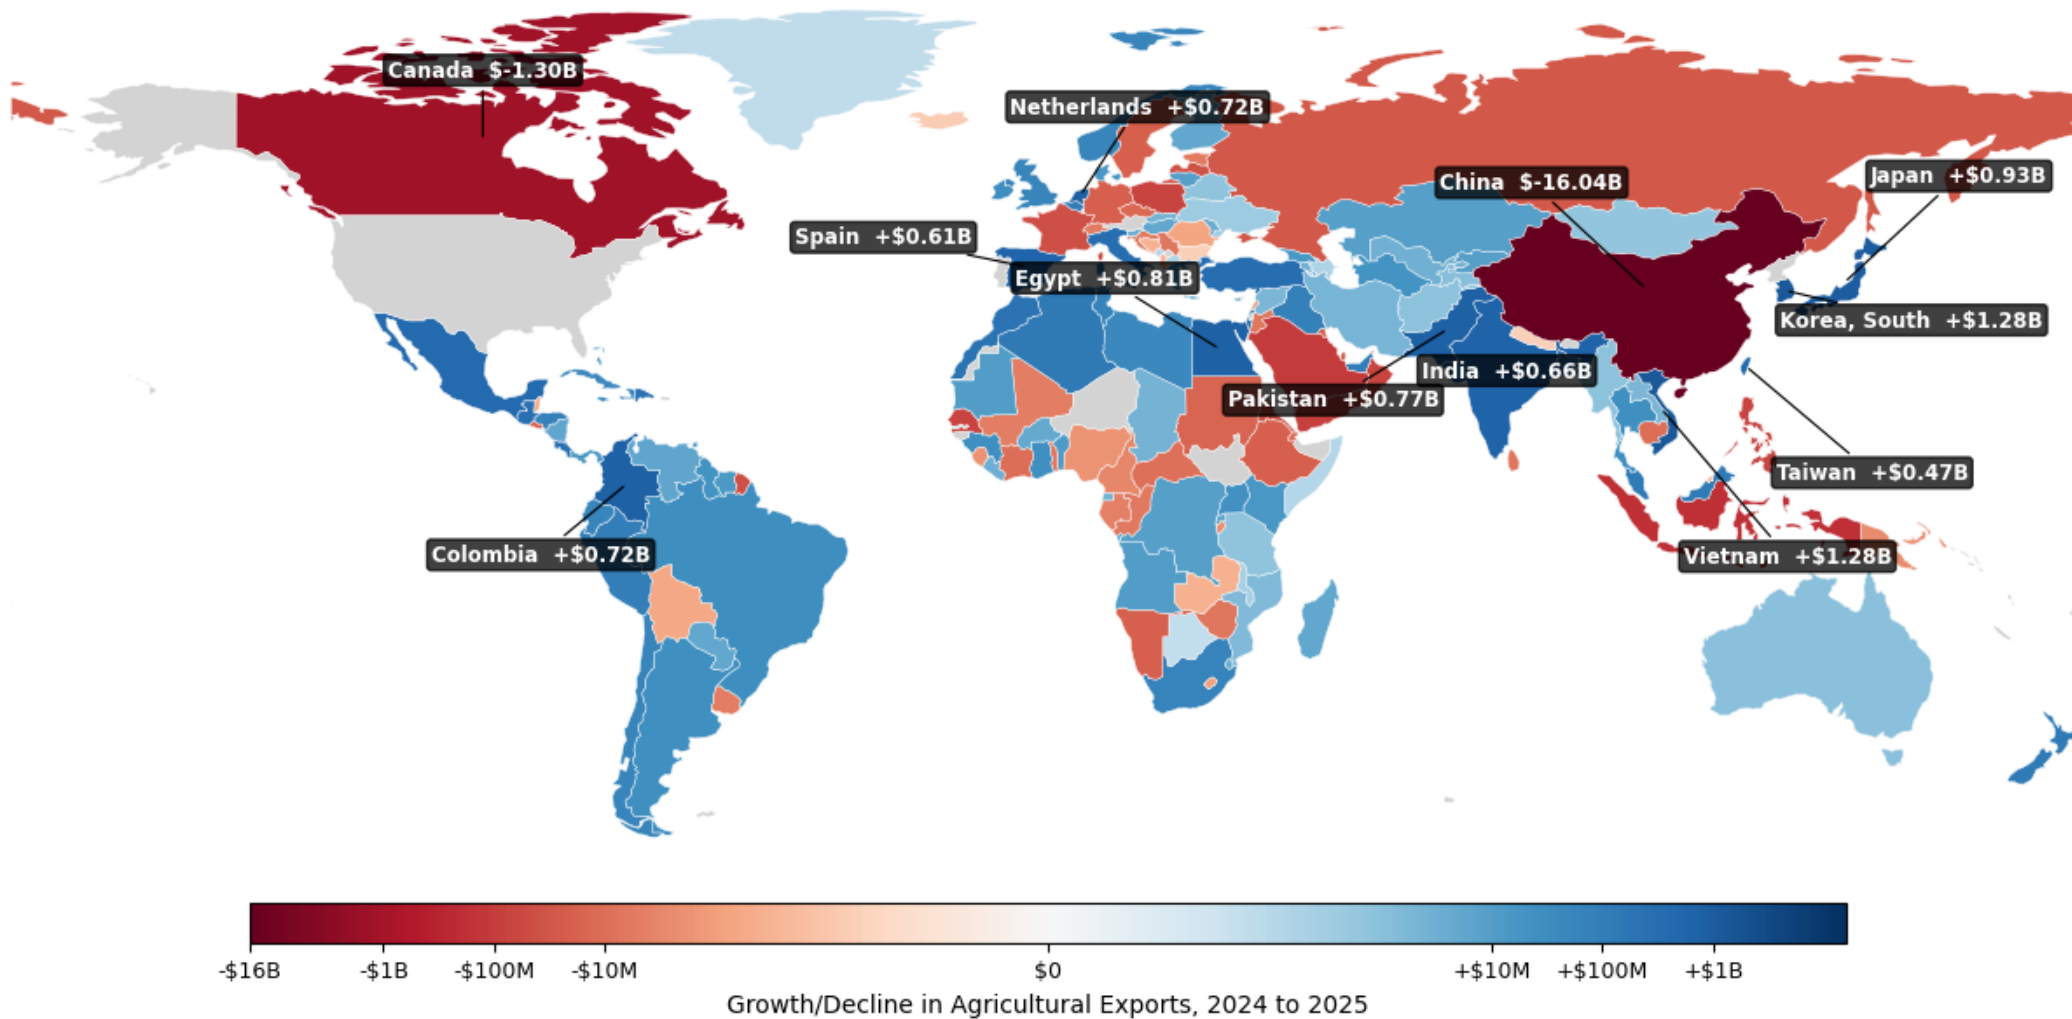 Canada $-1.30B
Netherlands +$0.72B
Japan +$0.93B
China $-16.04B
Spain +$0.61B
Egypt +$0.81B
Korea, South +$1.28B
India +$0.66B
Pakistan +$0.77B
Taiwan +$0.47B
Colombia +$0.72B
Vietnam +$1.28B
-$16B -$1B -$100M -$10M $0 +$10M +$100M +$1B
Growth/Decline in Agricultural Exports, 2024 to 2025